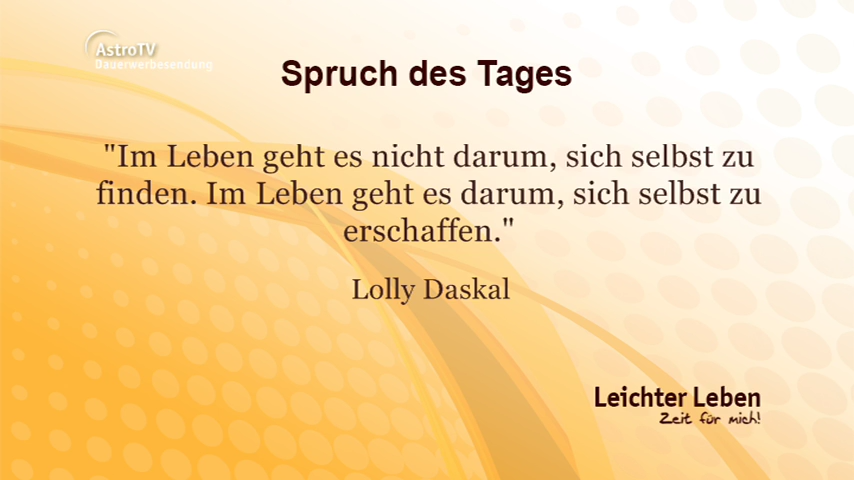 AstroTV
Dauerwerbesendung
Spruch des Tages
"Im Leben geht es nicht darum, sich selbst zu
finden. Im Leben geht es darum, sich selbst zu
erschaffen."
Lolly Daskal
Leichter Leben
Zeit für mich!